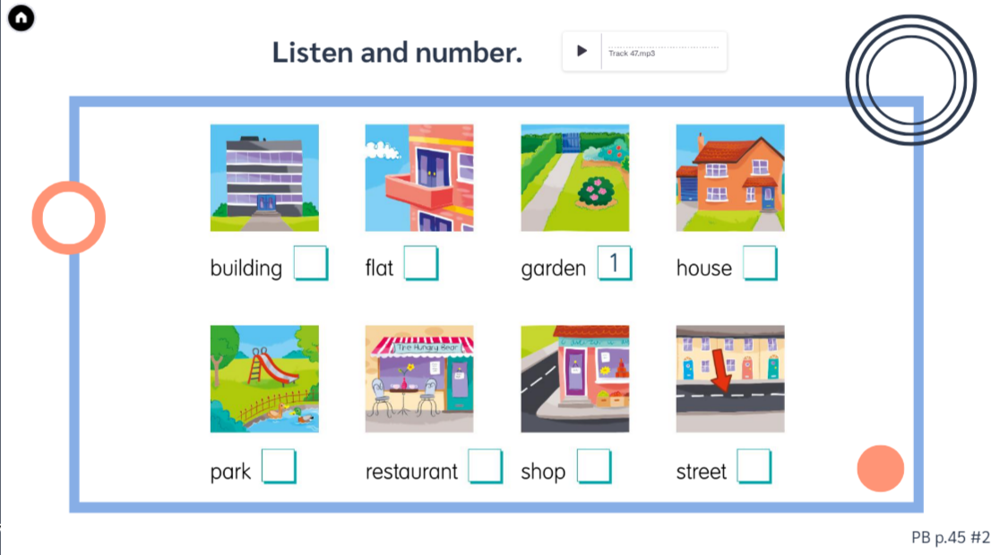 Listen and number.
Track 47.mp3
building
flat
garden 1
house
The Hungry Bear
park
restaurant
shop
street
PB p.45 #2